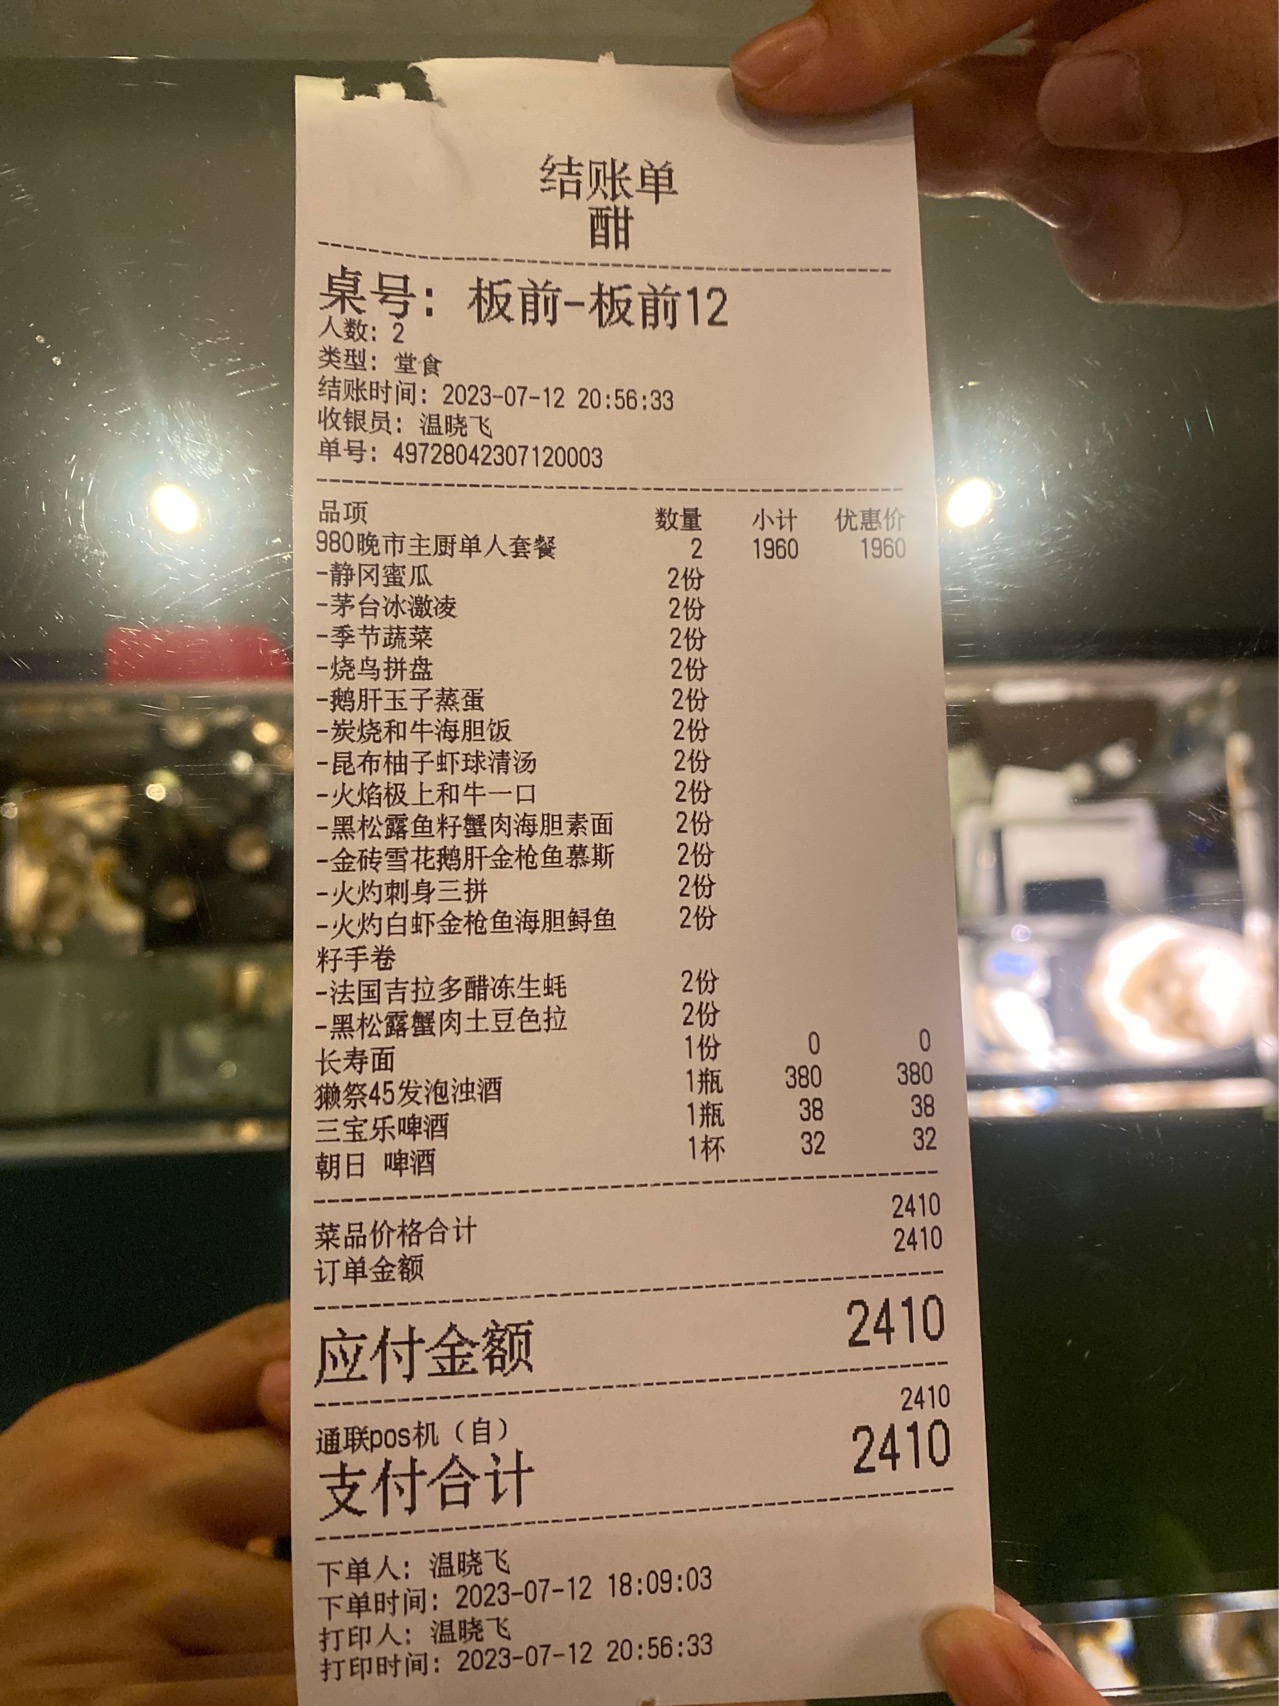 结账单
酣
桌号: 板前-板前12
人数: 2
类型: 堂食
结账时间: 2023-07-12 20:56:33
收银员: 温晓飞
单号: 49728042307120003
品项 数量 小计 优惠价
980晚市主厨单人套餐 2 1960 1960
-静冈蜜瓜 2份
-茅台冰激凌 2份
-季节蔬菜 2份
-烧鸟拼盘 2份
-鹅肝玉子蒸蛋 2份
-炭烧和牛海胆饭 2份
-昆布柚子虾球清汤 2份
-火焰极上和牛一口 2份
-黑松露鱼籽蟹肉海胆素面 2份
-金砖雪花鹅肝金枪鱼慕斯 2份
-火灼刺身三拼 2份
-火灼白虾金枪鱼海胆鲟鱼 2份
籽手卷
-法国吉拉多醋冻生蚝 2份
-黑松露蟹肉土豆色拉 2份
长寿面 1份 0 0
獭祭45发泡浊酒 1瓶 380 380
三宝乐啤酒 1瓶 38 38
朝日 啤酒 1杯 32 32
菜品价格合计 2410
订单金额 2410
应付金额 2410
通联pos机（自） 2410
支付合计 2410
下单人: 温晓飞
下单时间: 2023-07-12 18:09:03
打印人: 温晓飞
打印时间: 2023-07-12 20:56:33